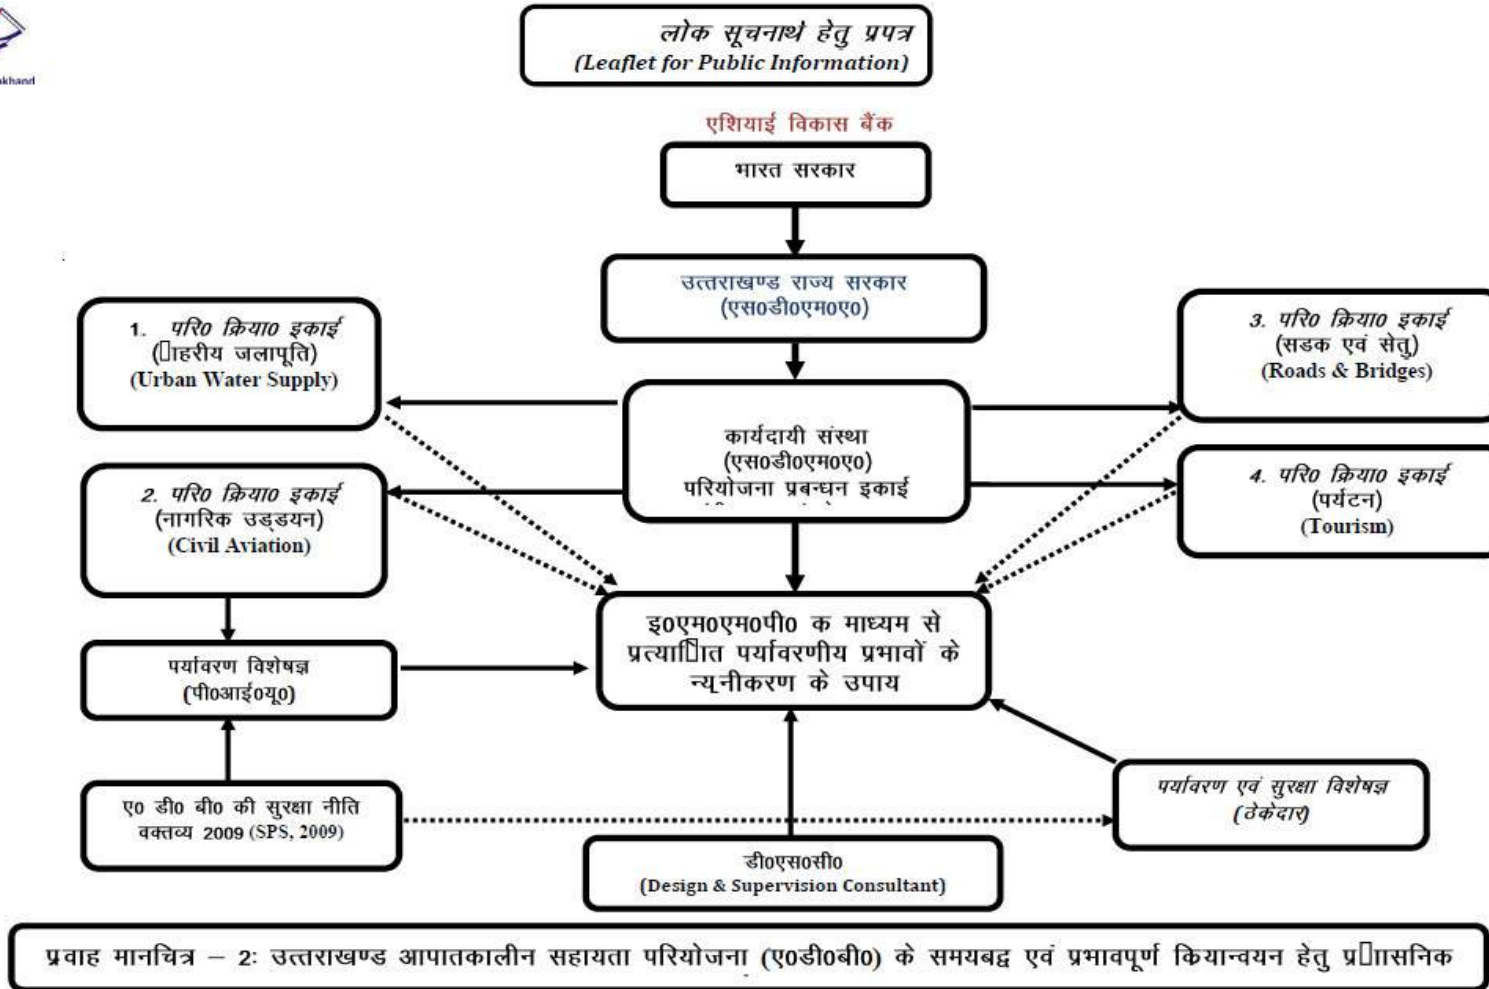 akhand
लोक सूचनार्थ हेतु प्रपत्र
(Leaflet for Public Information)
एशियाई विकास बैंक
भारत सरकार
उत्तराखण्ड राज्य सरकार
(एस0डी0एम0ए0)
1. परि0 क्रिया0 इकाई
जलापूति)
(Urban Water Supply)
3. परि0 क्रिया0 इकाई
(सडक एवं सेतु)
(Roads & Bridges)
कार्यदायी संस्था
(एस0डी0एम0ए0)
परियोजना प्रबन्धन इकाई
2. परि0 क्रिया0 इकाई
(नागरिक उड्डयन)
(Civil Aviation)
4. परि0 क्रिया0 इकाई
(पर्यटन)
(Tourism)
इ0एम0एम0पी0 क माध्यम से
पर्यावरणीय प्रभावों के
न्यूनीकरण के उपाय
पर्यावरण विशेषज्ञ
(पी0आई0यू0)
ए0 डी0 बी0 की सुरक्षा नीति
वक्तव्य 2009 (SPS, 2009)
पर्यावरण एवं सुरक्षा विशेषज्ञ
(ठेकेदार)
डी0एस0सी0
(Design & Supervision Consultant)
प्रवाह मानचित्र – 2: उत्तराखण्ड आपातकालीन सहायता परियोजना (ए0डी0बी0) के समयबद्व एवं प्रभावपूर्ण कियान्वयन हेतु